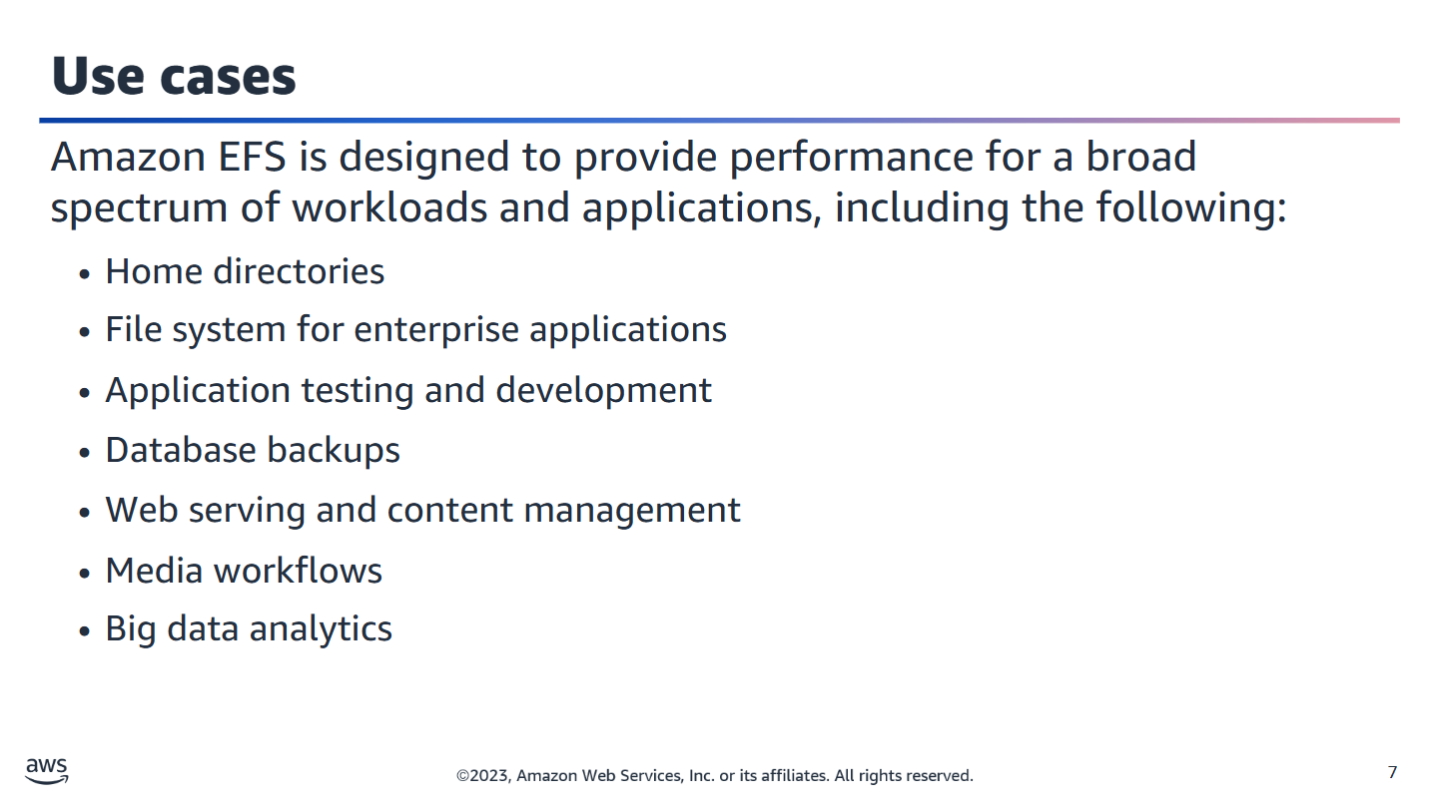 Use cases
Amazon EFS is designed to provide performance for a broad
spectrum of workloads and applications, including the following:
• Home directories
• File system for enterprise applications
• Application testing and development
• Database backups
• Web serving and content management
• Media workflows
• Big data analytics
aws
©2023, Amazon Web Services, Inc. or its affiliates. All rights reserved.
7